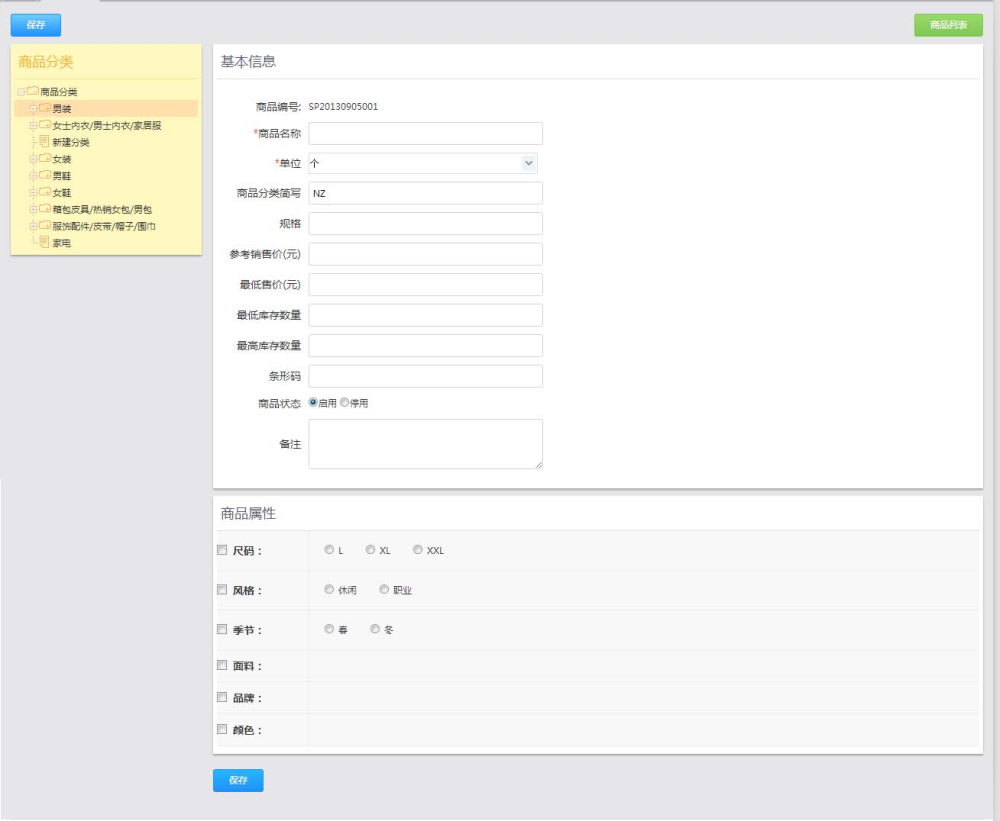 保存
商品列表
商品分类
商品分类
男装
女士内衣/男士内衣/家居服
新建分类
女装
男鞋
女鞋
箱包皮具/热销女包/男包
服饰配件/皮带/帽子/围巾
家电
基本信息
商品编号: SP20130905001
*商品名称
*单位 个
商品分类简写 NZ
规格
参考销售价(元)
最低售价(元)
最低库存数量
最高库存数量
条形码
商品状态 启用 停用
备注
商品属性
尺码： L XL XXL
风格： 休闲 职业
季节： 春 冬
面料：
品牌：
颜色：
保存